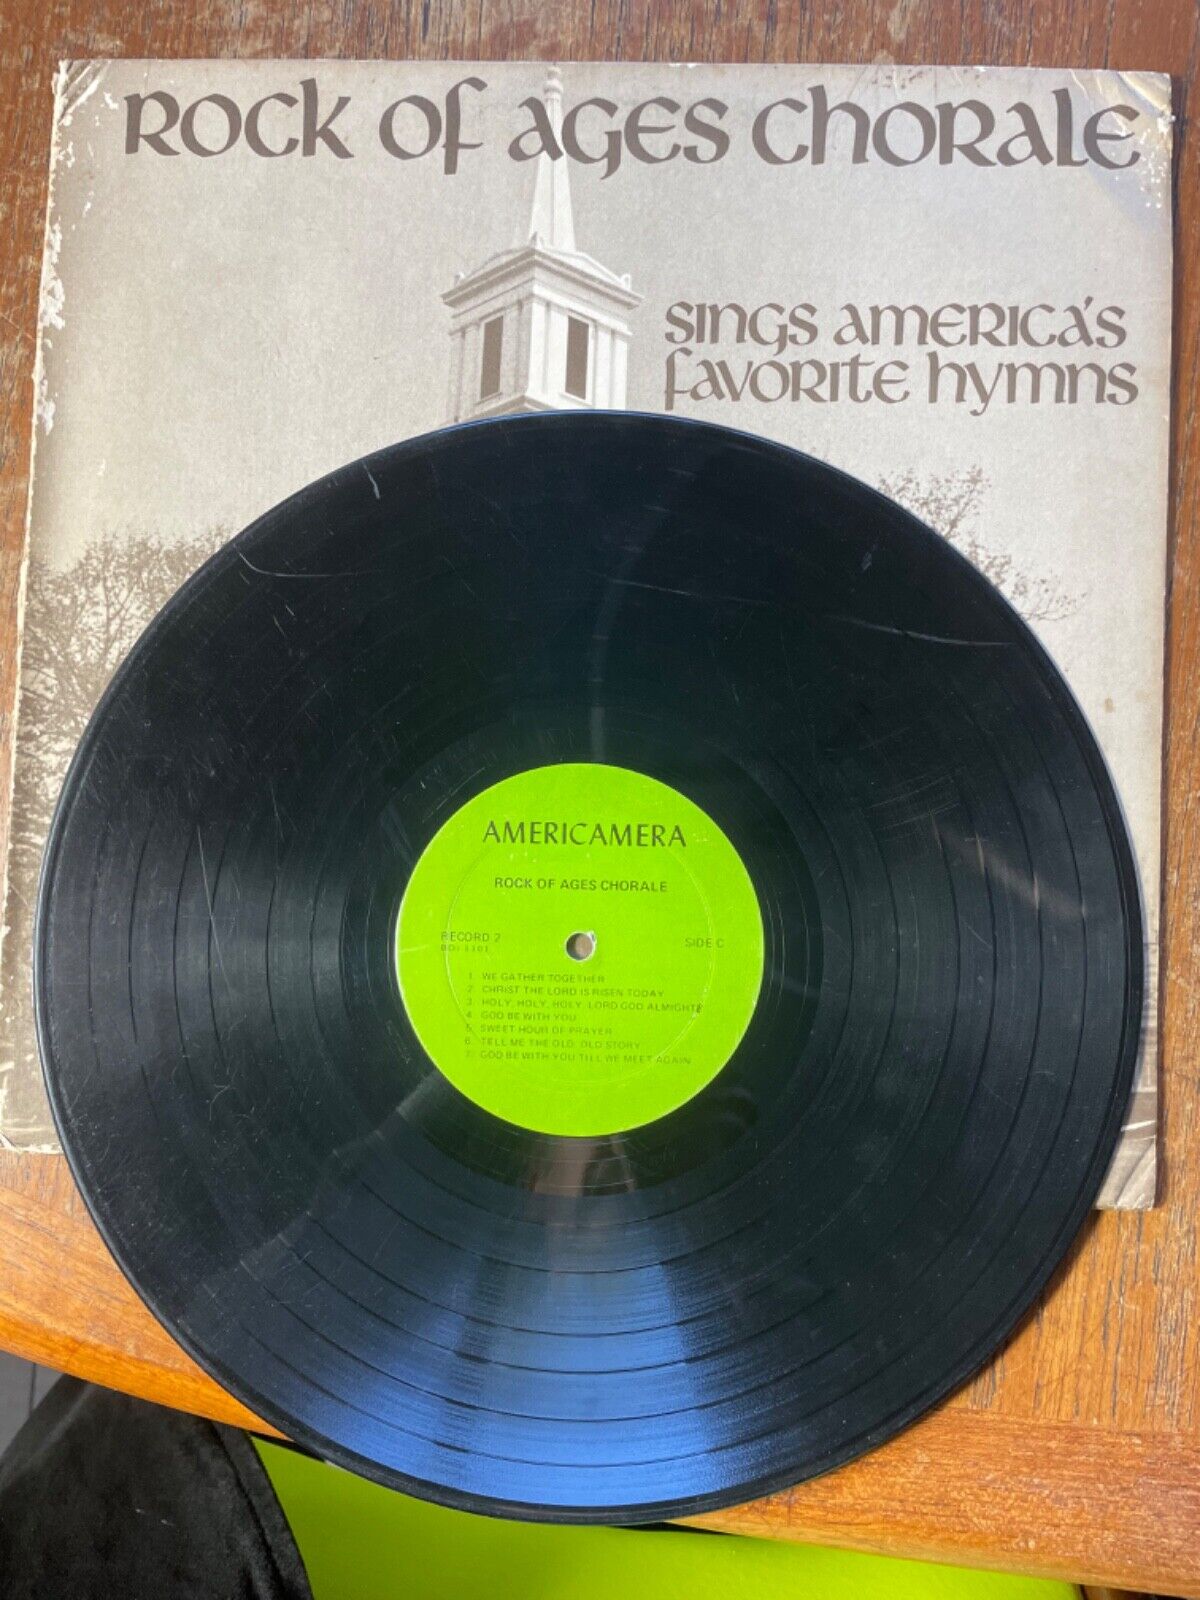 ROCK OF AGES CHORALE
SINGS AMERICA'S
FAVORITE HYMNS
AMERICAMERA
ROCK OF AGES CHORALE
RECORD 2
SIDE C
1. WE GATHER TOGETHER
2. CHRIST THE LORD IS RISEN TODAY
3. HOLY, HOLY, HOLY, LORD GOD ALMIGHTY
4. GOD BE WITH YOU
5. SWEET HOUR OF PRAYER
6. TELL ME THE OLD, OLD STORY
7. GOD BE WITH YOU TILL WE MEET AGAIN